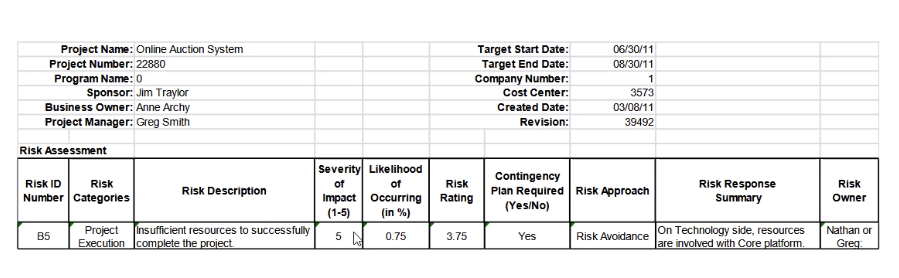 Project Name: Online Auction System Target Start Date: 06/30/11
Project Number: 22880 Target End Date: 08/30/11
Program Name: 0 Company Number: 1
Sponsor: Jim Traylor Cost Center: 3573
Business Owner: Anne Archy Created Date: 03/08/11
Project Manager: Greg Smith Revision: 39492
Risk Assessment
Risk ID Number
Risk Categories
Risk Description
Severity of Impact (1-5)
Likelihood of Occurring (in %)
Risk Rating
Contingency Plan Required (Yes/No)
Risk Approach
Risk Response Summary
Risk Owner
B5
Project Execution
Insufficient resources to successfully
complete the project.
5
0.75
3.75
Yes
Risk Avoidance
On Technology side, resources
are involved with Core platform.
Nathan or
Greg: